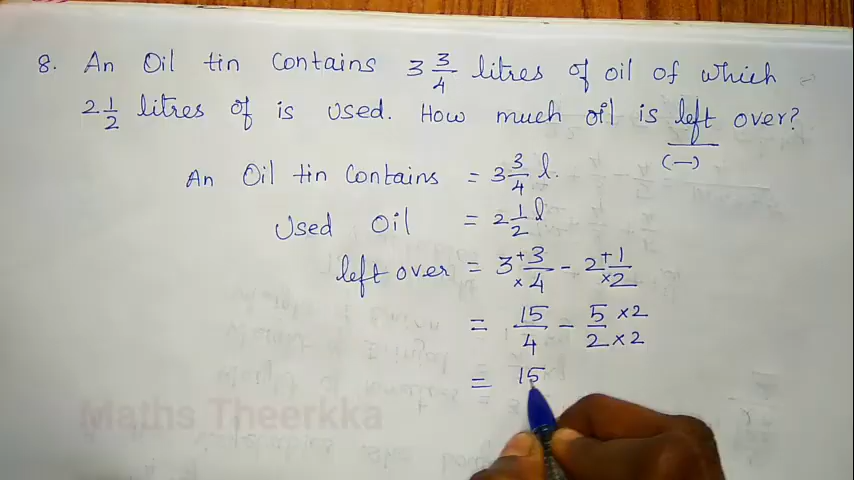 8. An Oil tin Contains 3 3/4 litres of oil of which
2 1/2 litres of is used. How much oil is left over?
(−)
An Oil tin Contains = 3 3/4 l.
Used Oil = 2 1/2 l
left over = 3 + 3 / × 4 − 2 + 1 / × 2
= 15/4 − 5 × 2 / 2 × 2
= 15
Maths Theerkka